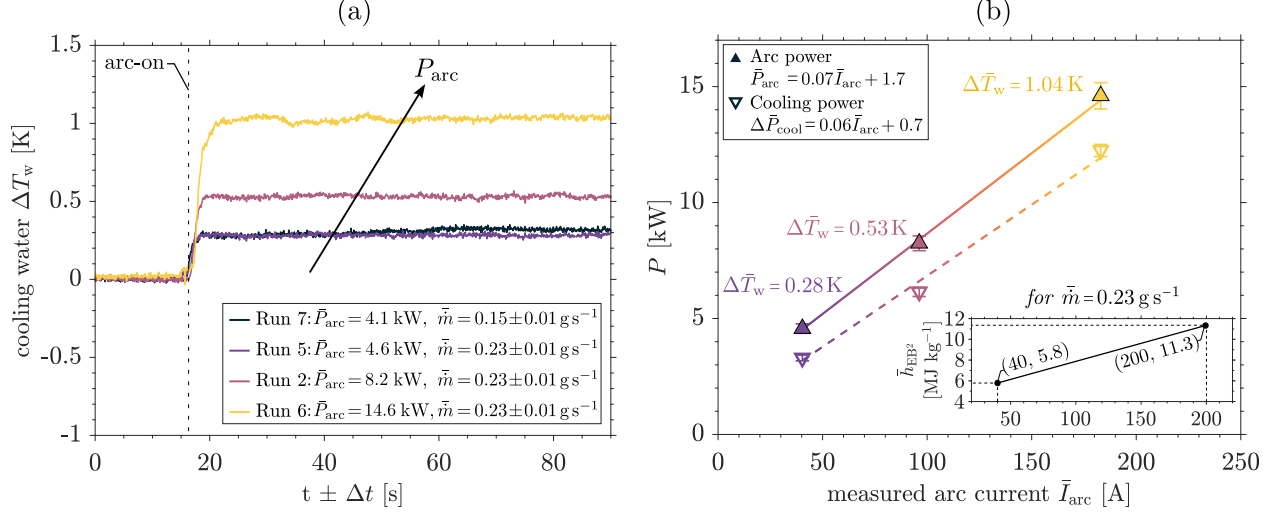 (a)
1.5
1
0.5
0
-0.5
-1
cooling water ΔT_w [K]
arc-on
P_arc
Run 7: P̄_arc = 4.1 kW, ṁ̄ = 0.15 ± 0.01 g s⁻¹
Run 5: P̄_arc = 4.6 kW, ṁ̄ = 0.23 ± 0.01 g s⁻¹
Run 2: P̄_arc = 8.2 kW, ṁ̄ = 0.23 ± 0.01 g s⁻¹
Run 6: P̄_arc = 14.6 kW, ṁ̄ = 0.23 ± 0.01 g s⁻¹
0 20 40 60 80
t ± Δt [s]
(b)
15
10
5
0
P [kW]
Arc power
P̄_arc = 0.07Ī_arc + 1.7
Cooling power
ΔP̄_cool = 0.06Ī_arc + 0.7
ΔT̄_w = 1.04 K
ΔT̄_w = 0.53 K
ΔT̄_w = 0.28 K
for ṁ̄ = 0.23 g s⁻¹
12
10
8
6
4
h̄_EB² [MJ kg⁻¹]
(40, 5.8)
(200, 11.3)
50 100 150 200
0 50 100 150 200 250
measured arc current Ī_arc [A]